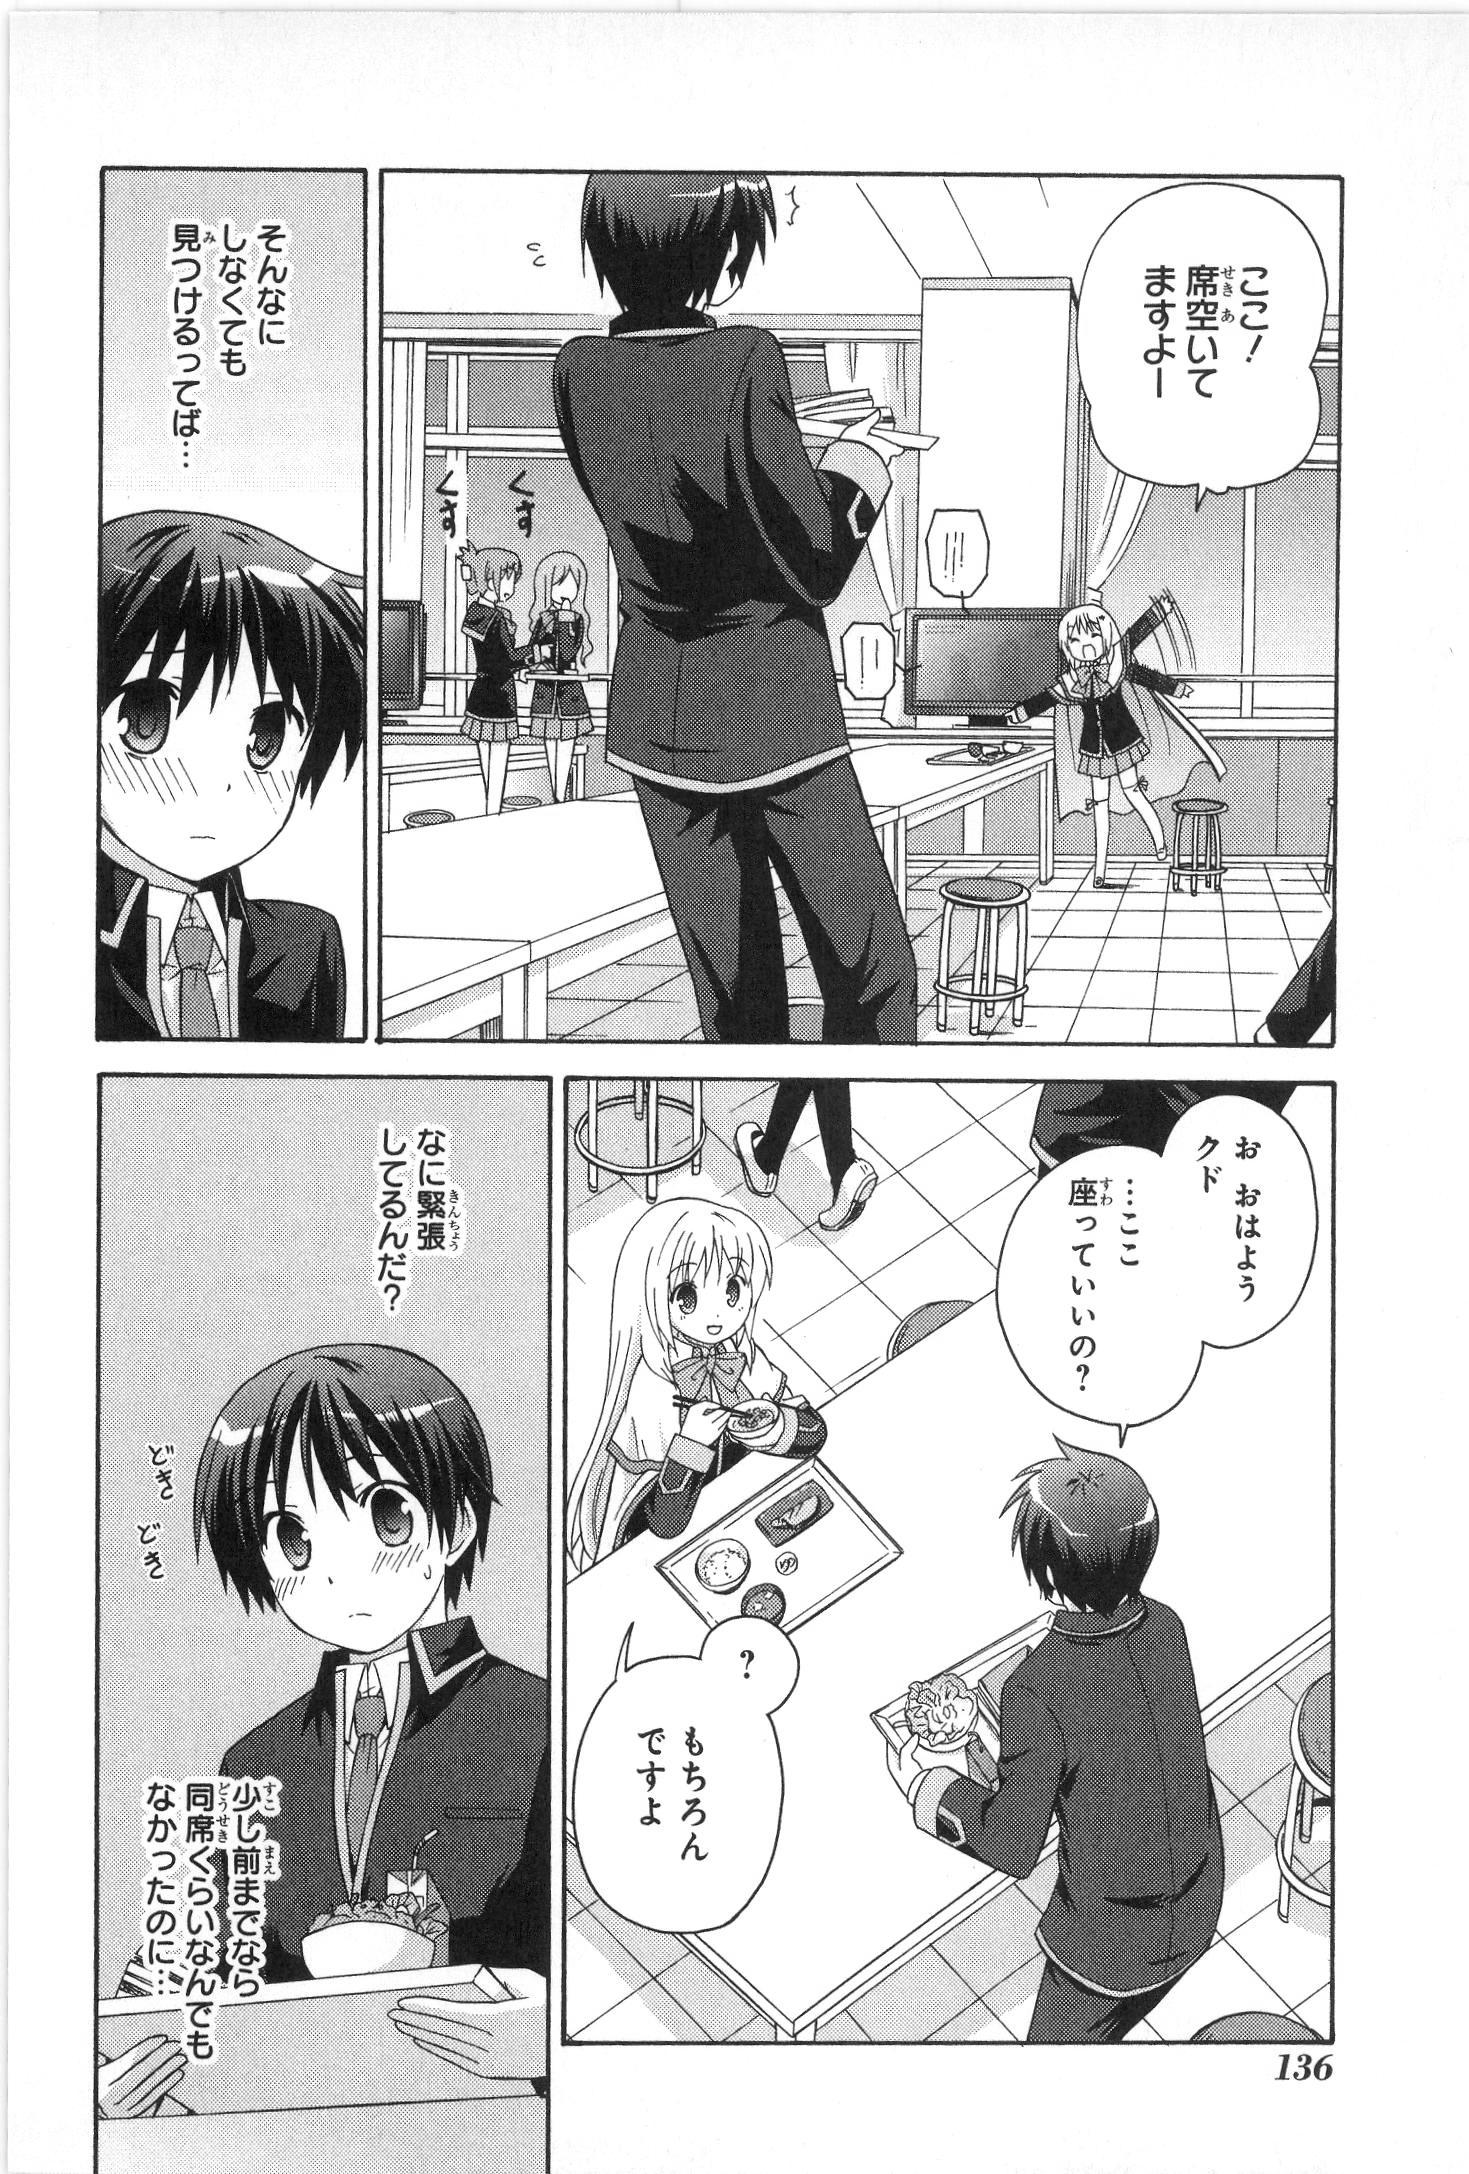 ここ!
席空いて
ますよー
くす
くす
そんなに
しなくても
見つけるってば…
お おはよう
クド
…ここ
座っていいの?
?
もちろん
ですよ
なに緊張
してるんだ?
どき
どき
少し前までなら
同席くらいなんでも
なかったのに…
136